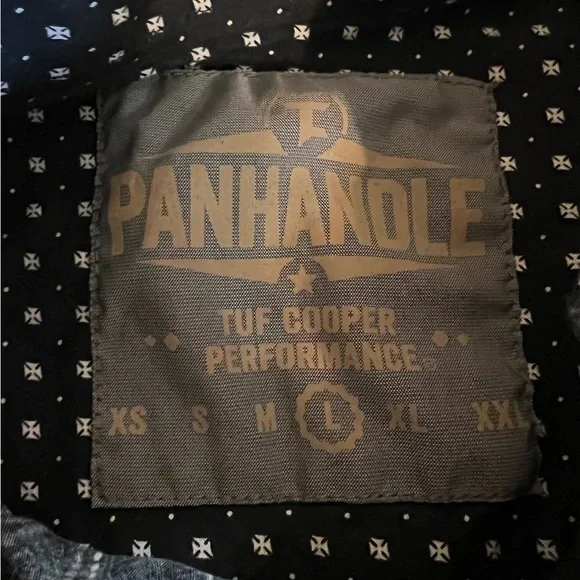 T
PANHANDLE
TUF COOPER
PERFORMANCE
XS S M L XL XXL